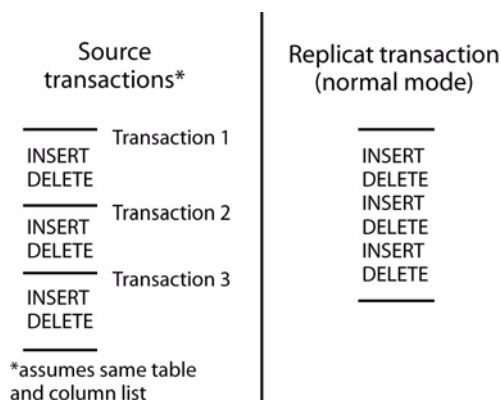 Source
transactions*
Transaction 1
INSERT
DELETE
Transaction 2
INSERT
DELETE
Transaction 3
INSERT
DELETE
*assumes same table
and column list
Replicat transaction
(normal mode)
INSERT
DELETE
INSERT
DELETE
INSERT
DELETE